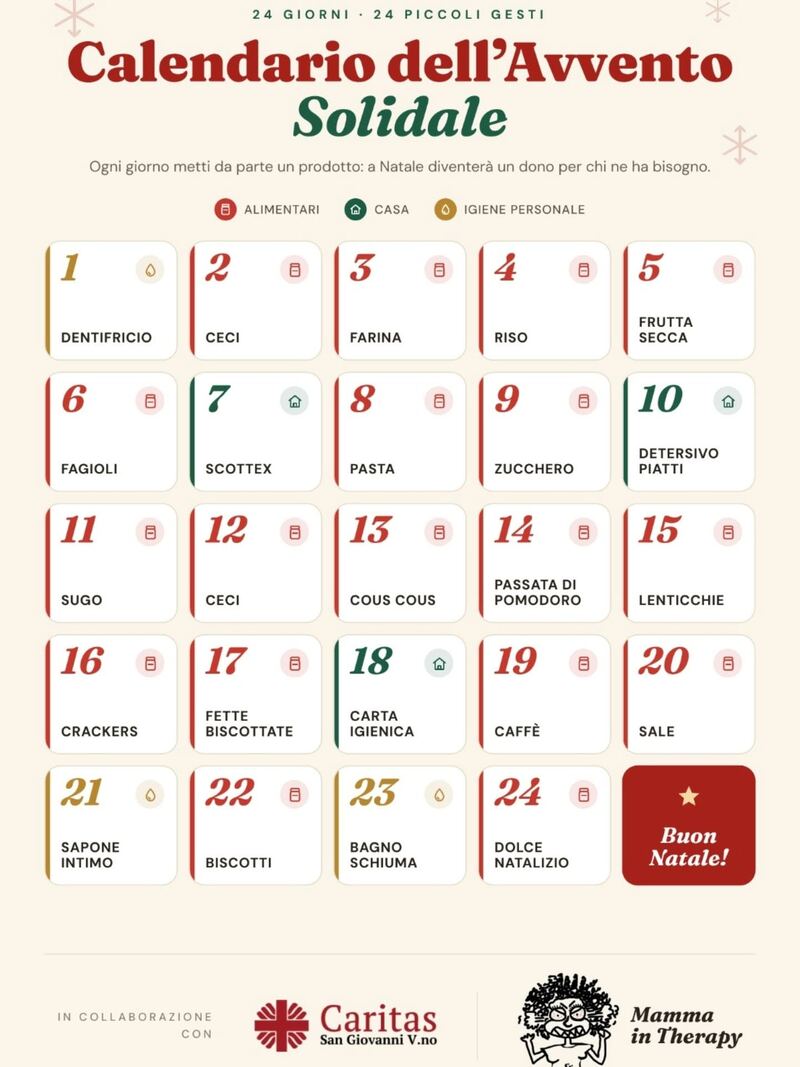 24 GIORNI · 24 PICCOLI GESTI
Calendario dell’Avvento
Solidale
Ogni giorno metti da parte un prodotto: a Natale diventerà un dono per chi ne ha bisogno.
ALIMENTARI CASA IGIENE PERSONALE
1
DENTIFRICIO
2
CECI
3
FARINA
4
RISO
5
FRUTTA
SECCA
6
FAGIOLI
7
SCOTTEX
8
PASTA
9
ZUCCHERO
10
DETERSIVO
PIATTI
11
SUGO
12
CECI
13
COUS COUS
14
PASSATA DI
POMODORO
15
LENTICCHIE
16
CRACKERS
17
FETTE
BISCOTTATE
18
CARTA
IGIENICA
19
CAFFÈ
20
SALE
21
SAPONE
INTIMO
22
BISCOTTI
23
BAGNO
SCHIUMA
24
DOLCE
NATALIZIO
Buon
Natale!
IN COLLABORAZIONE
CON
Caritas
San Giovanni V.no
Mamma
in Therapy